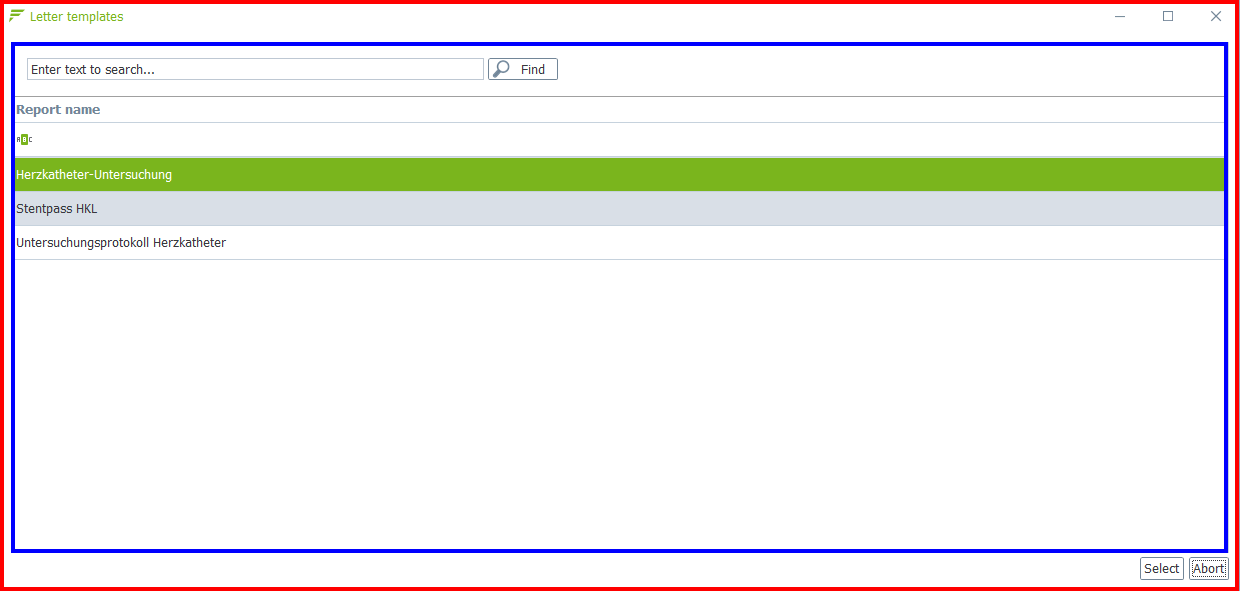 Letter templates
Enter text to search... Find
Report name
ABC
Herzkatheter-Untersuchung
Stentpass HKL
Untersuchungsprotokoll Herzkatheter
Select Abort